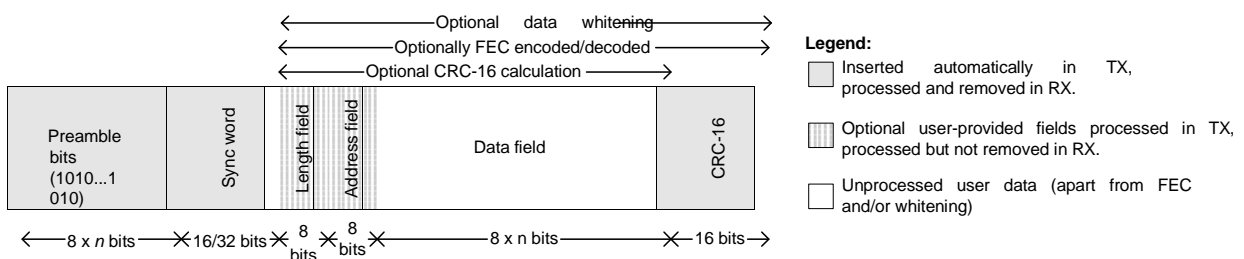 Optional data whitening
Optionally FEC encoded/decoded
Optional CRC-16 calculation
Preamble
bits
(1010...1
010)
Sync word
Length field
Address field
Data field
CRC-16
8 x n bits
16/32 bits
8
bits
8
bits
8 x n bits
16 bits
Legend:
Inserted automatically in TX,
processed and removed in RX.
Optional user-provided fields processed in TX,
processed but not removed in RX.
Unprocessed user data (apart from FEC
and/or whitening)